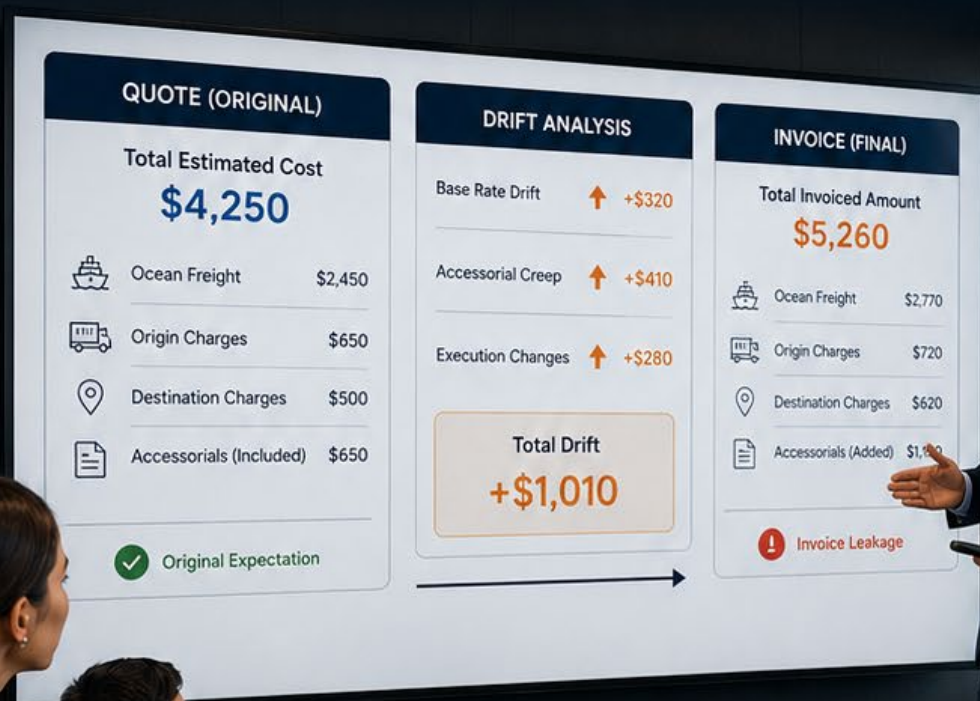 QUOTE (ORIGINAL)
Total Estimated Cost
$4,250
Ocean Freight $2,450
Origin Charges $650
Destination Charges $500
Accessorials (Included) $650
Original Expectation
DRIFT ANALYSIS
Base Rate Drift +$320
Accessorial Creep +$410
Execution Changes +$280
Total Drift
+$1,010
INVOICE (FINAL)
Total Invoiced Amount
$5,260
Ocean Freight $2,770
Origin Charges $720
Destination Charges $620
Accessorials (Added)
Invoice Leakage